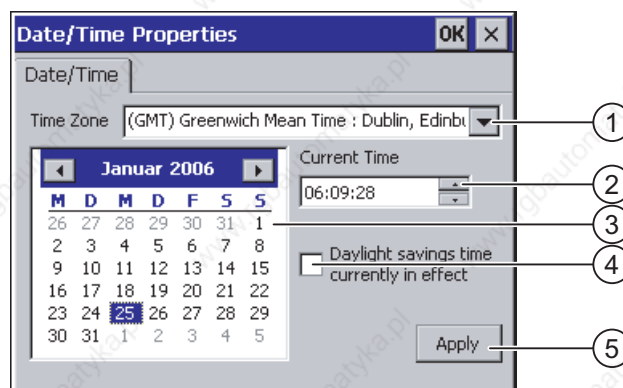 Date/Time Properties OK ×
Date/Time
Time Zone (GMT) Greenwich Mean Time : Dublin, Edinbu
1
Januar 2006
Current Time
06:09:28
2
M D M D F S S
26 27 28 29 30 31 1
3
2 3 4 5 6 7 8
9 10 11 12 13 14 15
16 17 18 19 20 21 22
23 24 25 26 27 28 29
30 31 1 2 3 4 5
Daylight savings time
currently in effect
4
Apply
5
www.rgbautomatyka.pl